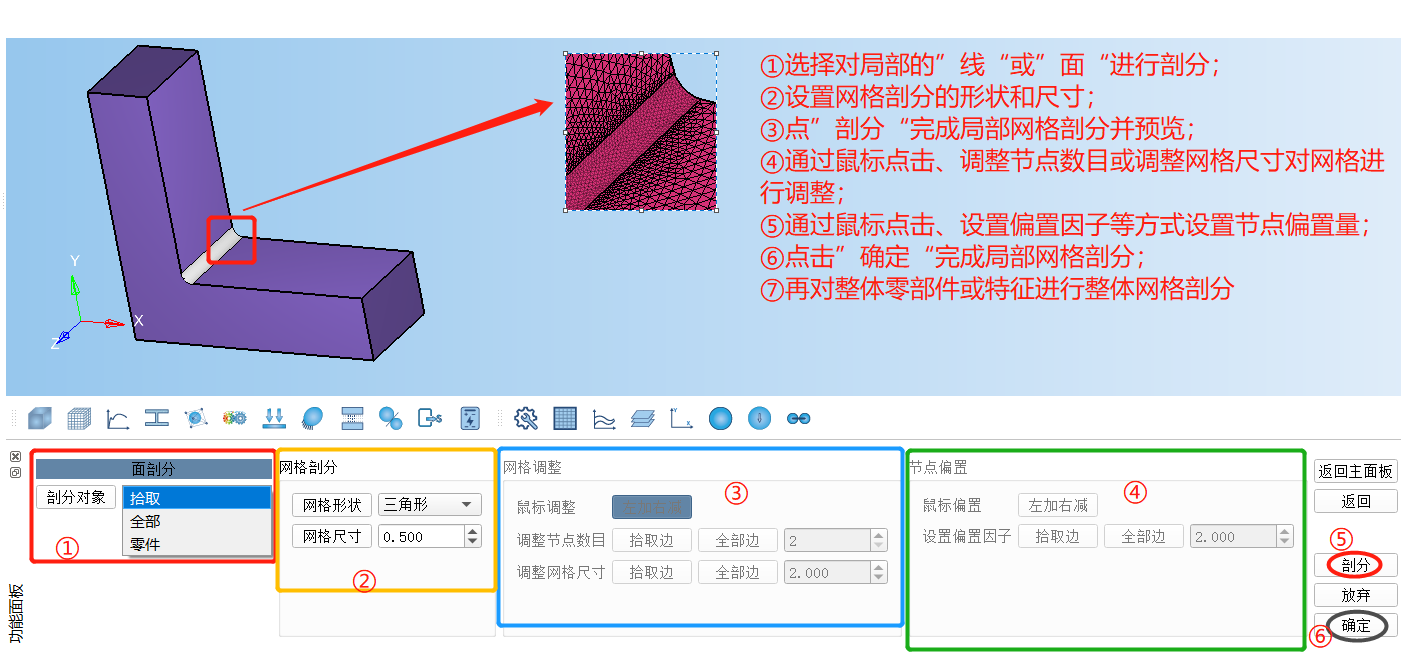 ①选择对局部的”线“或”面“进行剖分；
②设置网格剖分的形状和尺寸；
③点”剖分“完成局部网格剖分并预览；
④通过鼠标点击、调整节点数目或调整网格尺寸对网格进
行调整；
⑤通过鼠标点击、设置偏置因子等方式设置节点偏置量；
⑥点击”确定“完成局部网格剖分；
⑦再对整体零部件或特征进行整体网格剖分
Y
X
Z
功能面板
面剖分
剖分对象
拾取
全部
零件
①
网格剖分
网格形状 三角形
网格尺寸 0.500
②
网格调整
鼠标调整 左加右减
③
调整节点数目 拾取边 全部边 2
调整网格尺寸 拾取边 全部边 2.000
节点偏置
鼠标偏置 左加右减
④
设置偏置因子 拾取边 全部边 2.000
返回主面板
返回
⑤
剖分
放弃
⑥ 确定